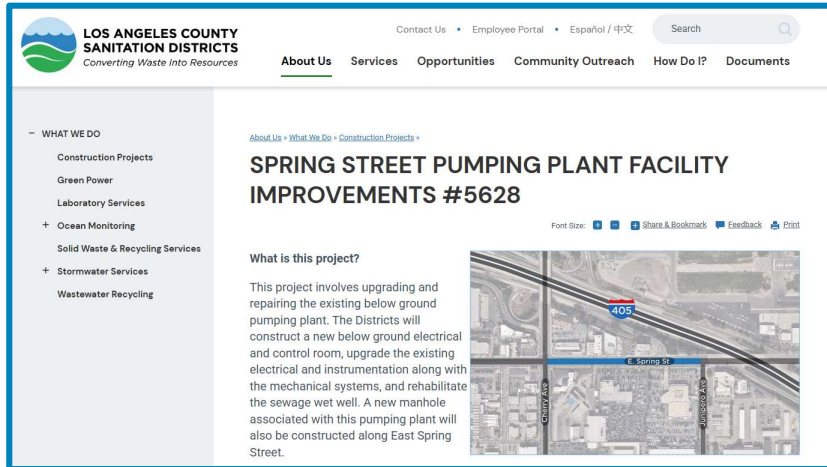 LOS ANGELES COUNTY
SANITATION DISTRICTS
Converting Waste Into Resources
Contact Us • Employee Portal • Español / 中文
Search
About Us Services Opportunities Community Outreach How Do I? Documents
− WHAT WE DO
Construction Projects
Green Power
Laboratory Services
+ Ocean Monitoring
Solid Waste & Recycling Services
+ Stormwater Services
Wastewater Recycling
About Us » What We Do » Construction Projects »
SPRING STREET PUMPING PLANT FACILITY
IMPROVEMENTS #5628
Font Size: + − + Share & Bookmark Feedback Print
What is this project?
This project involves upgrading and
repairing the existing below ground
pumping plant. The Districts will
construct a new below ground electrical
and control room, upgrade the existing
electrical and instrumentation along with
the mechanical systems, and rehabilitate
the sewage wet well. A new manhole
associated with this pumping plant will
also be constructed along East Spring
Street.
405
E. Spring St
Cherry Ave
Junipero Ave